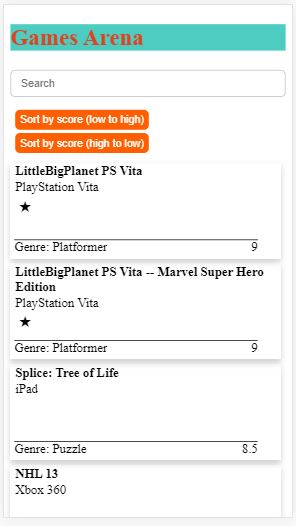 Games Arena
Search
Sort by score (low to high)
Sort by score (high to low)
LittleBigPlanet PS Vita
PlayStation Vita
★
Genre: Platformer 9
LittleBigPlanet PS Vita -- Marvel Super Hero
Edition
PlayStation Vita
★
Genre: Platformer 9
Splice: Tree of Life
iPad
Genre: Puzzle 8.5
NHL 13
Xbox 360